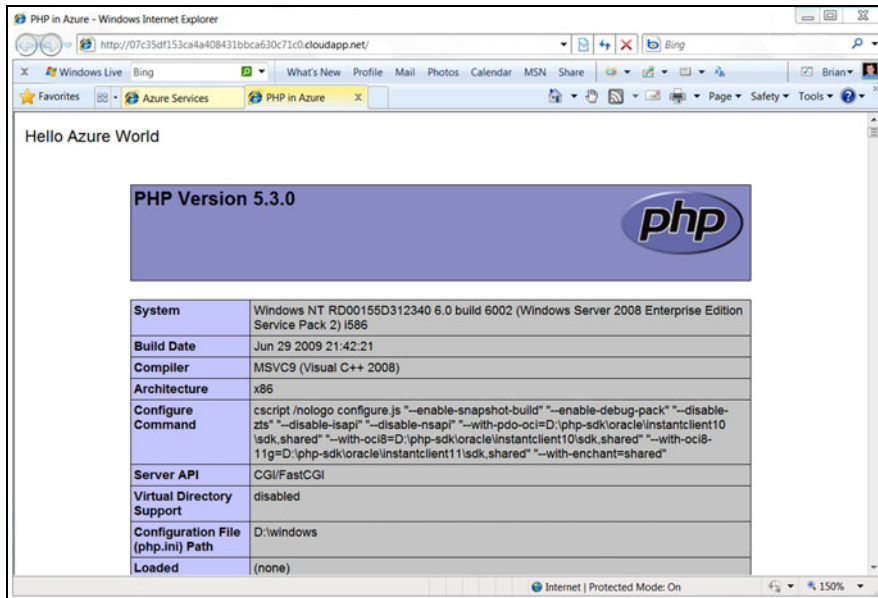 PHP in Azure - Windows Internet Explorer
http://07c35df153ca4a408431bbca630c71c0.cloudapp.net/
Bing
X Windows Live Bing What's New Profile Mail Photos Calendar MSN Share Brian
Favorites Azure Services PHP in Azure X Page Safety Tools
Hello Azure World
PHP Version 5.3.0
php
System Windows NT RD00155D312340 6.0 build 6002 (Windows Server 2008 Enterprise Edition
Service Pack 2) i586
Build Date Jun 29 2009 21:42:21
Compiler MSVC9 (Visual C++ 2008)
Architecture x86
Configure
Command
cscript /nologo configure.js "--enable-snapshot-build" "--enable-debug-pack" "--disable-
zts" "--disable-isapi" "--disable-nsapi" "--with-pdo-oci=D:\php-sdk\oracle\instantclient10
\sdk,shared" "--with-oci8=D:\php-sdk\oracle\instantclient10\sdk,shared" "--with-oci8-
11g=D:\php-sdk\oracle\instantclient11\sdk,shared" "--with-enchant=shared"
Server API CGI/FastCGI
Virtual Directory
Support
disabled
Configuration File
(php.ini) Path
D:\windows
Loaded (none)
Internet | Protected Mode: On 150%